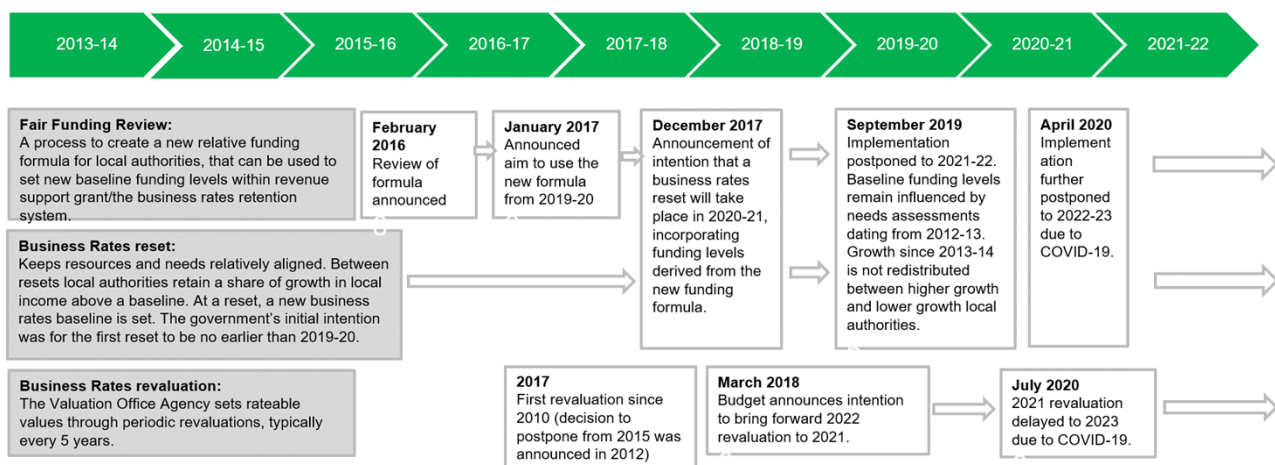 2013-14
2014-15
2015-16
2016-17
2017-18
2018-19
2019-20
2020-21
2021-22
Fair Funding Review:
A process to create a new relative funding
formula for local authorities, that can be used to
set new baseline funding levels within revenue
support grant/the business rates retention
system.
February
2016
Review of
formula
announced
January 2017
Announced
aim to use the
new formula
from 2019-20
December 2017
Announcement of
intention that a
business rates
reset will take
place in 2020-21,
incorporating
funding levels
derived from the
new funding
formula.
September 2019
Implementation
postponed to 2021-22.
Baseline funding levels
remain influenced by
needs assessments
dating from 2012-13.
Growth since 2013-14
is not redistributed
between higher growth
and lower growth local
authorities.
April 2020
Implement
ation
further
postponed
to 2022-23
due to
COVID-19.
Business Rates reset:
Keeps resources and needs relatively aligned. Between
resets local authorities retain a share of growth in local
income above a baseline. At a reset, a new business
rates baseline is set. The government's initial intention
was for the first reset to be no earlier than 2019-20.
Business Rates revaluation:
The Valuation Office Agency sets rateable
values through periodic revaluations, typically
every 5 years.
2017
First revaluation since
2010 (decision to
postpone from 2015 was
announced in 2012)
March 2018
Budget announces intention
to bring forward 2022
revaluation to 2021.
July 2020
2021 revaluation
delayed to 2023
due to COVID-19.